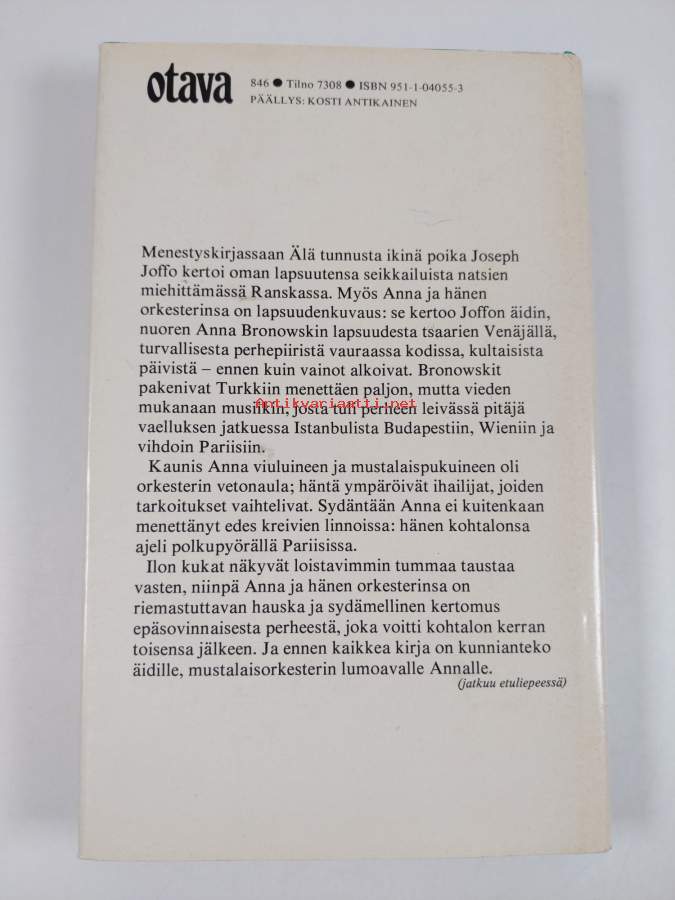 otava
846 ● Tilno 7308 ● ISBN 951-1-04055-3
PÄÄLLYS: KOSTI ANTIKAINEN
Menestyskirjassaan Älä tunnusta ikinä poika Joseph
Joffo kertoi oman lapsuutensa seikkailuista natsien
miehittämässä Ranskassa. Myös Anna ja hänen
orkesterinsa on lapsuudenkuvaus: se kertoo Joffon äidin,
nuoren Anna Bronowskin lapsuudesta tsaarien Venäjällä,
turvallisesta perhepiiristä vauraassa kodissa, kultaisista
päivistä – ennen kuin vainot alkoivat. Bronowskit
pakenivat Turkkiin menettäen paljon, mutta vieden
mukanaan musiikin, josta tuli perheen leivässä pitäjä
Antikvariaatti.net
vaelluksen jatkuessa Istanbulista Budapestiin, Wieniin ja
vihdoin Pariisiin.
Kaunis Anna viuluineen ja mustalaispukuineen oli
orkesterin vetonaula; häntä ympäröivät ihailijat, joiden
tarkoitukset vaihtelivat. Sydäntään Anna ei kuitenkaan
menettänyt edes kreivien linnoissa: hänen kohtalonsa
ajeli polkupyörällä Pariisissa.
Ilon kukat näkyvät loistavimmin tummaa taustaa
vasten, niinpä Anna ja hänen orkesterinsa on
riemastuttavan hauska ja sydämellinen kertomus
epäsovinnaisesta perheestä, joka voitti kohtalon kerran
toisensa jälkeen. Ja ennen kaikkea kirja on kunnianteko
äidille, mustalaisorkesterin lumoavalle Annalle.
(jatkuu etuliepeessä)